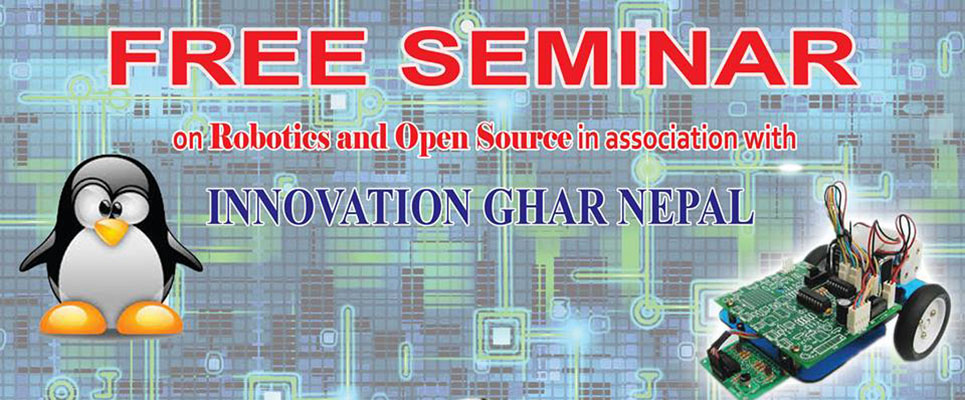 FREE SEMINAR
on Robotics and Open Source in association with
INNOVATION GHAR NEPAL